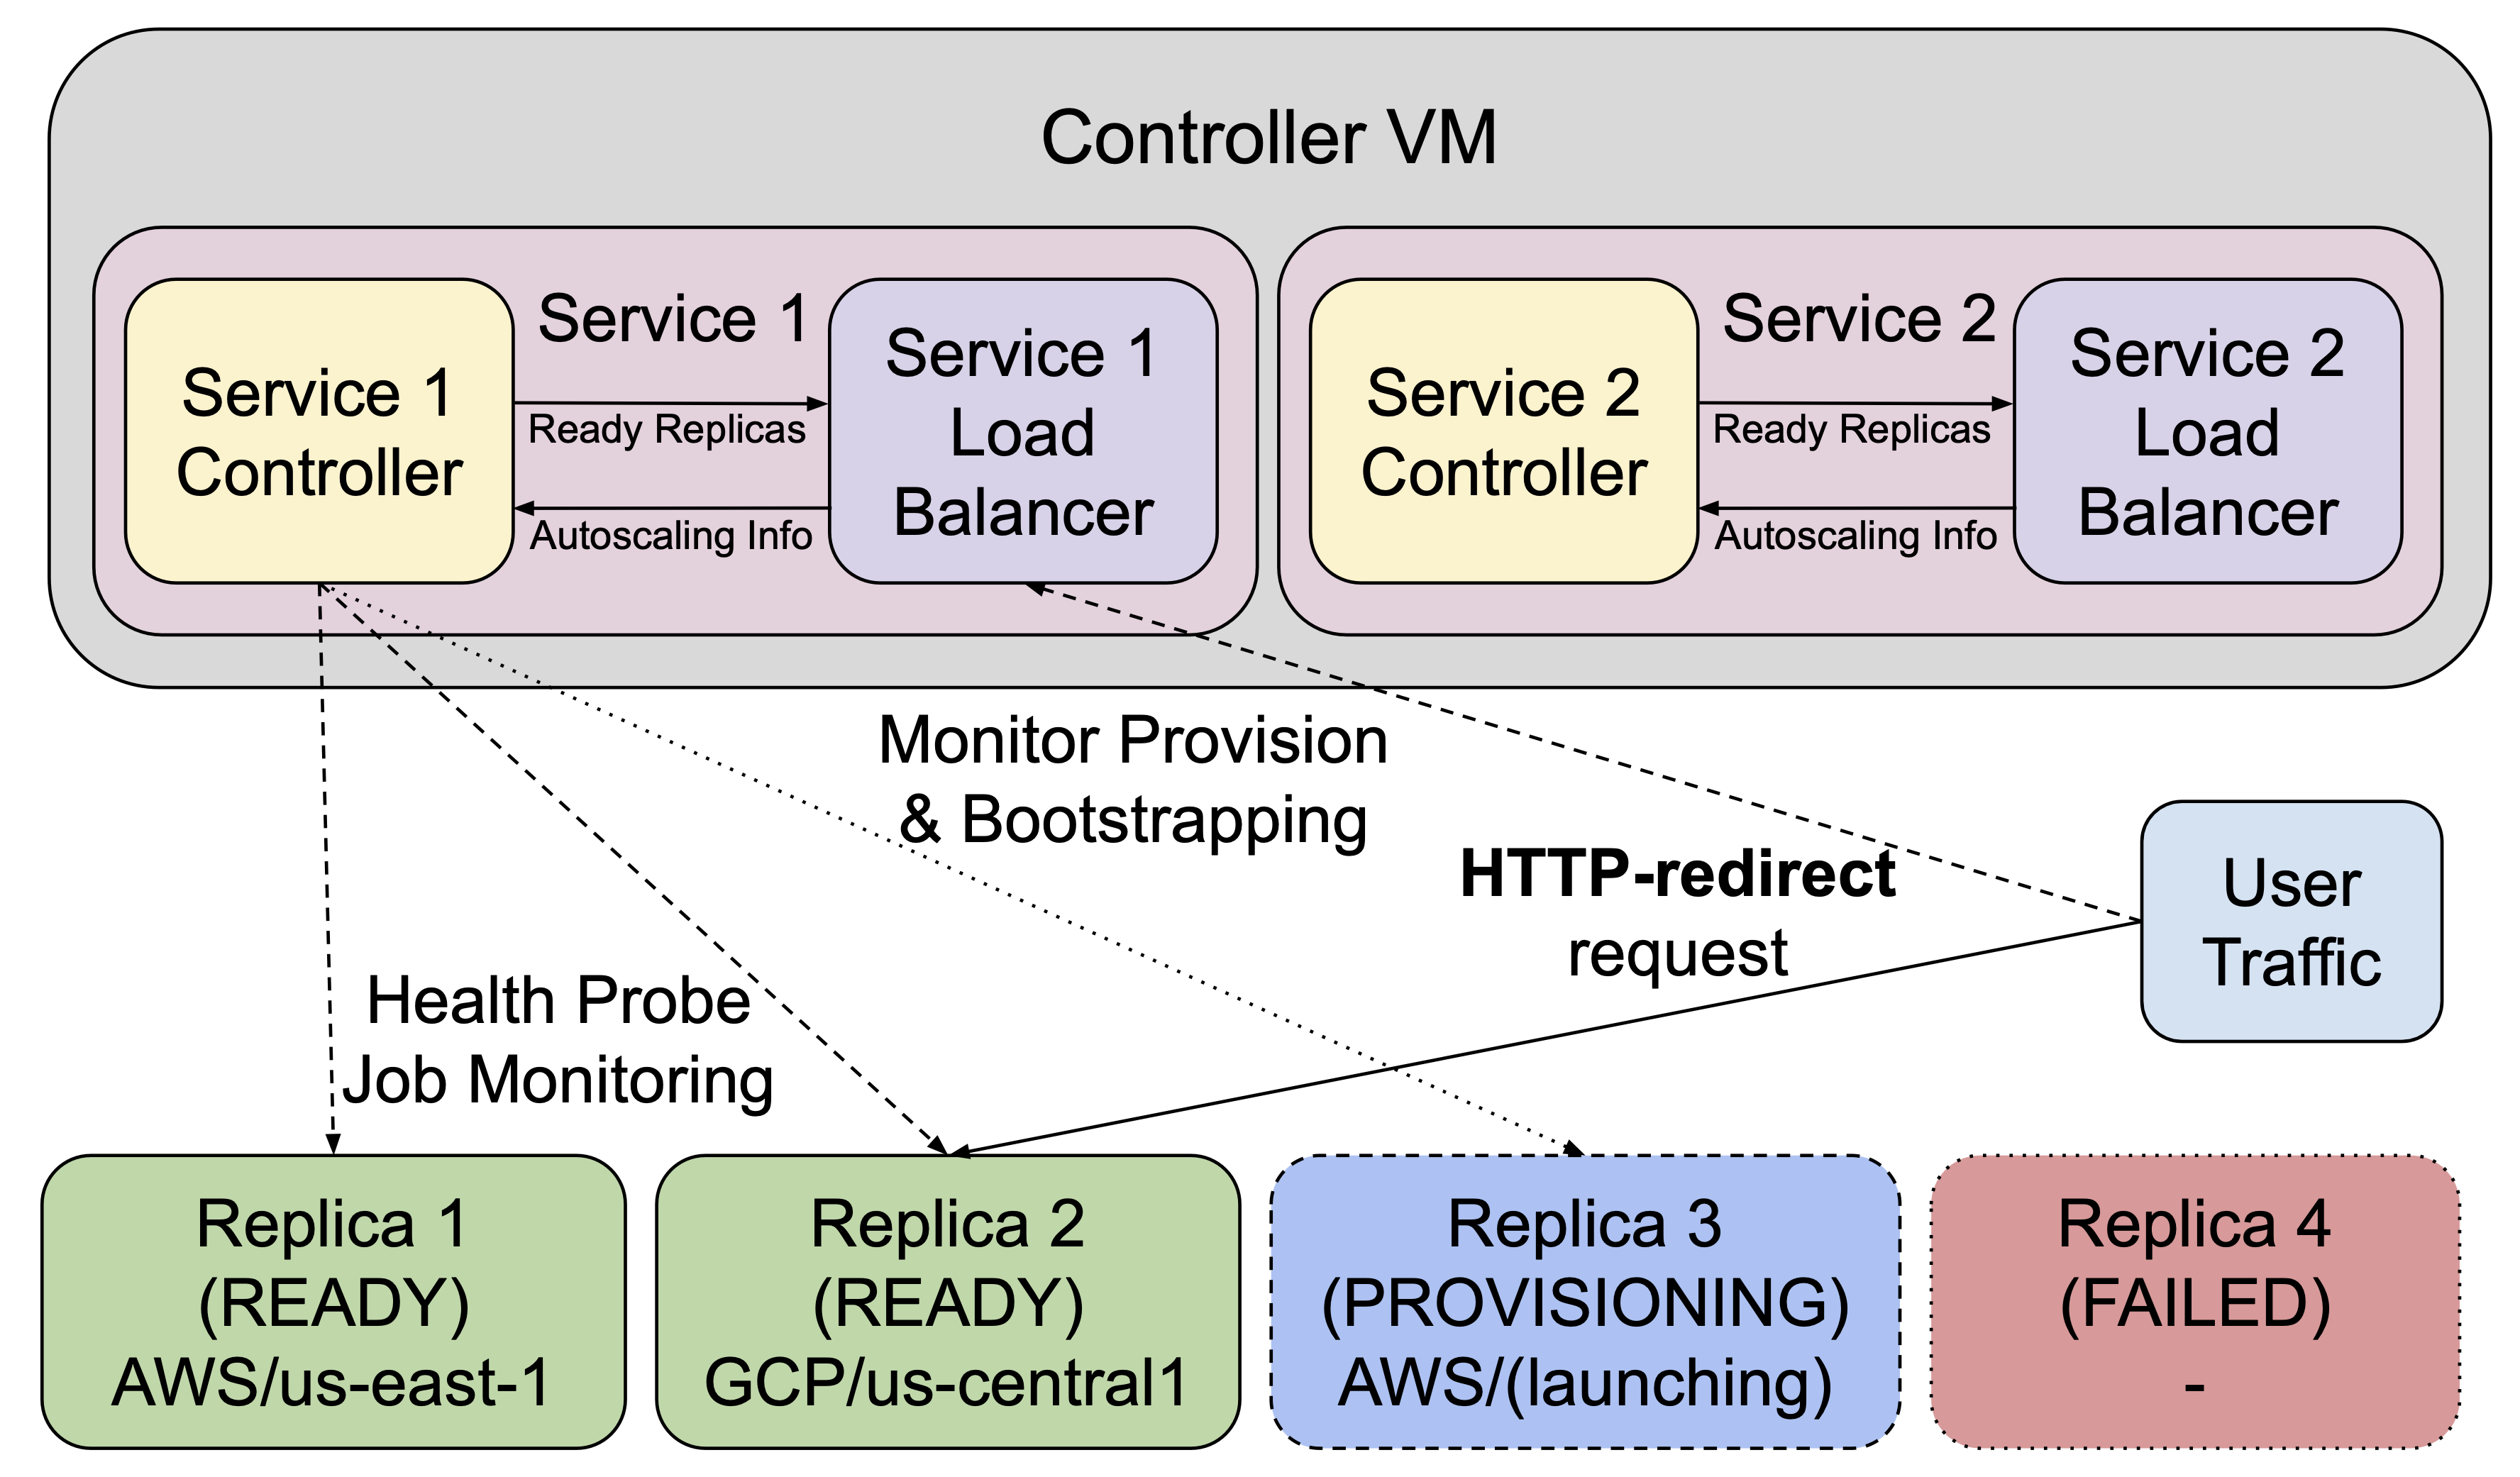 Controller VM
Service 1
Controller
Service 1
Ready Replicas
Autoscaling Info
Service 1
Load
Balancer
Service 2
Controller
Service 2
Ready Replicas
Autoscaling Info
Service 2
Load
Balancer
Monitor Provision
& Bootstrapping
HTTP-redirect
request
User
Traffic
Health Probe
Job Monitoring
Replica 1
(READY)
AWS/us-east-1
Replica 2
(READY)
GCP/us-central1
Replica 3
(PROVISIONING)
AWS/(launching)
Replica 4
(FAILED)
-